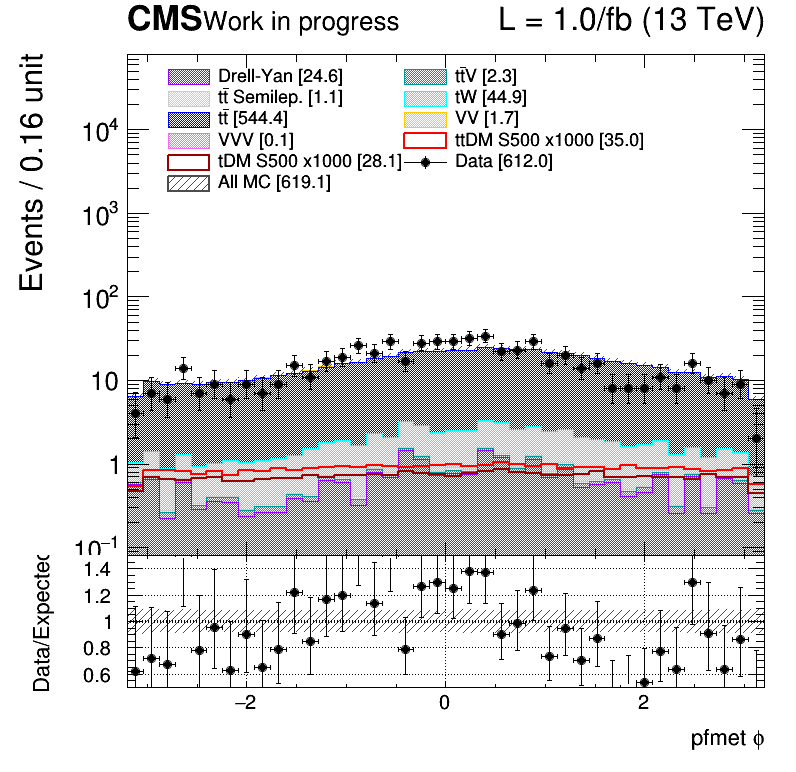 CMS Work in progress L = 1.0/fb (13 TeV)
Events / 0.16 unit
Drell-Yan [24.6] tt̄V [2.3]
tt̄ Semilep. [1.1] tW [44.9]
tt̄ [544.4] VV [1.7]
VVV [0.1] ttDM S500 x1000 [35.0]
tDM S500 x1000 [28.1] Data [612.0]
All MC [619.1]
10⁴
10³
10²
10
1
10⁻¹
Data/Expected
1.4
1.2
1
0.8
0.6
−2 0 2
pfmet ϕ